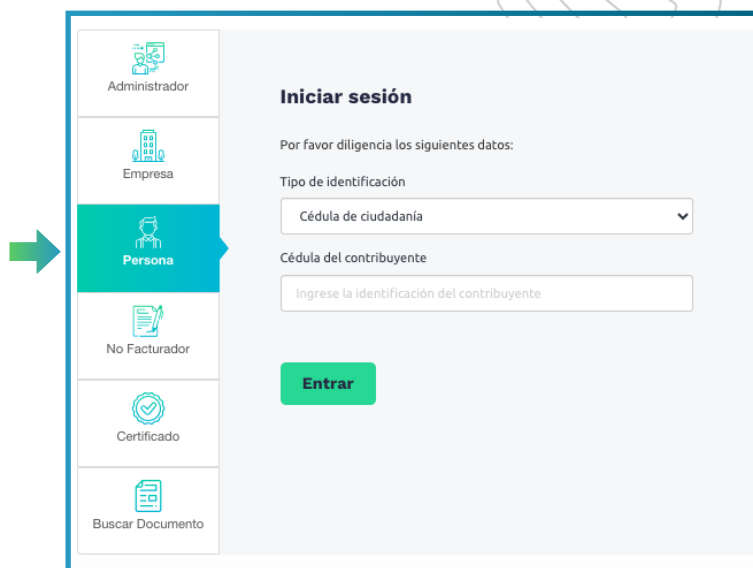 Administrador
Empresa
Persona
No Facturador
Certificado
Buscar Documento
Iniciar sesión
Por favor diligencia los siguientes datos:
Tipo de identificación
Cédula de ciudadanía
Cédula del contribuyente
Ingrese la identificación del contribuyente
Entrar